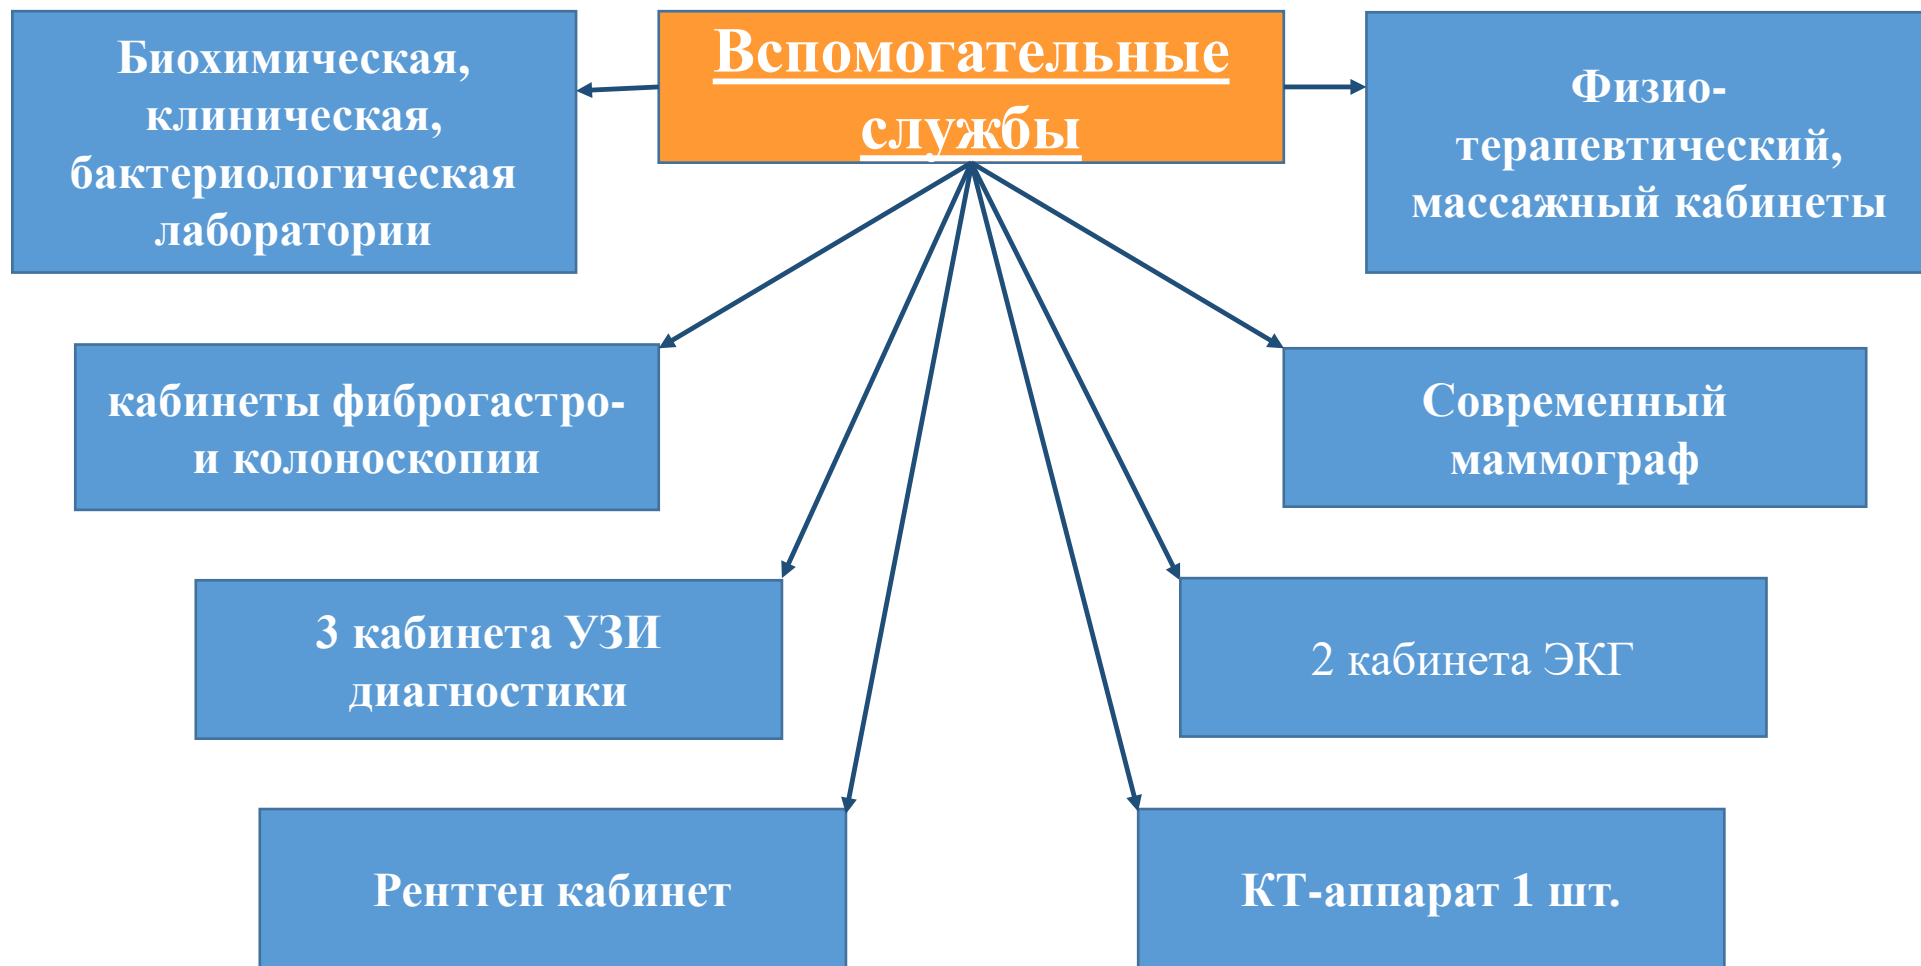 Биохимическая,
клиническая,
бактериологическая
лаборатории
Вспомогательные
службы
Физио-
терапевтический,
массажный кабинеты
кабинеты фиброгастро-
и колоноскопии
Современный
маммограф
3 кабинета УЗИ
диагностики
2 кабинета ЭКГ
Рентген кабинет
КТ-аппарат 1 шт.